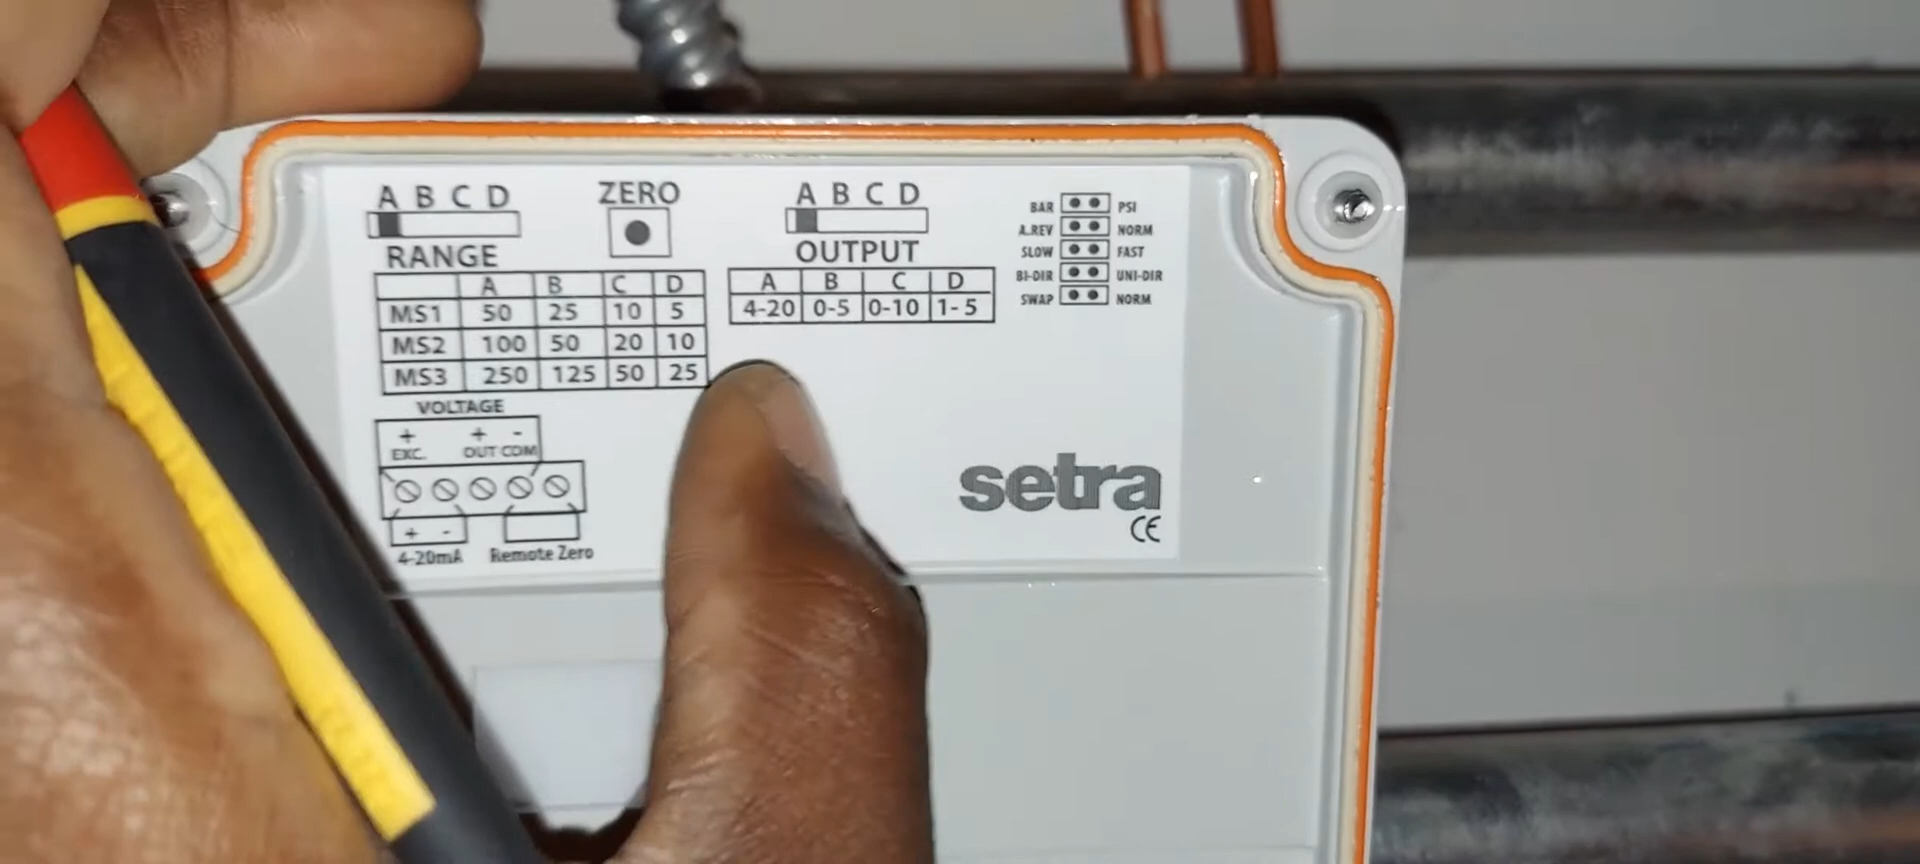 A B C D
RANGE
A B C D
MS1 50 25 10 5
MS2 100 50 20 10
MS3 250 125 50 25
ZERO
A B C D
OUTPUT
A B C D
4-20 0-5 0-10 1-5
BAR PSI
A.REV NORM
SLOW FAST
BI-DIR UNI-DIR
SWAP NORM
VOLTAGE
+ + -
EXC. OUT COM
+ -
4-20mA Remote Zero
setra
CE